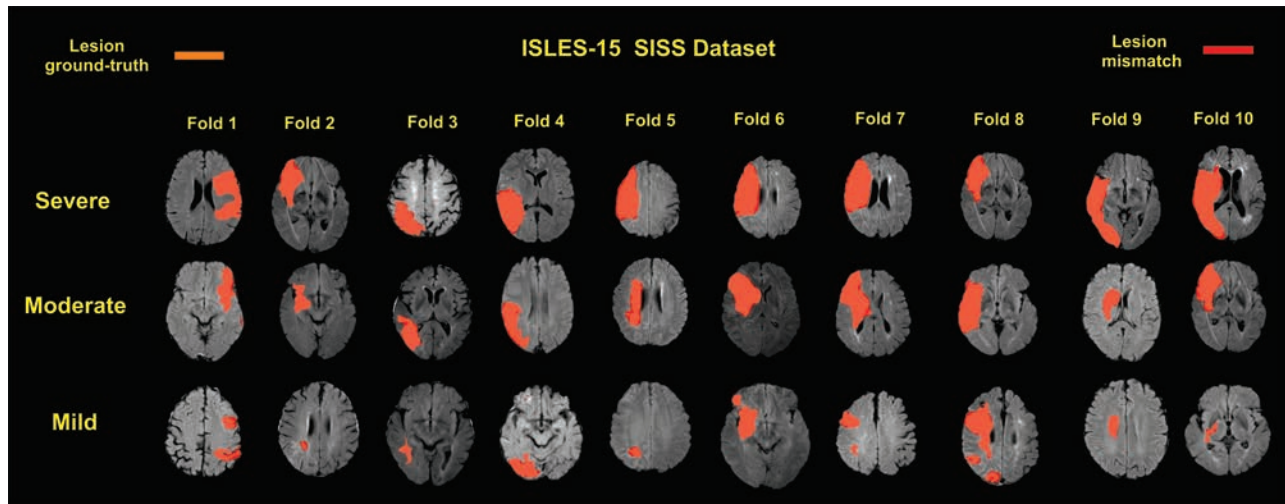 Lesion
ground-truth
ISLES-15 SISS Dataset
Lesion
mismatch
Fold 1 Fold 2 Fold 3 Fold 4 Fold 5 Fold 6 Fold 7 Fold 8 Fold 9 Fold 10
Severe
Moderate
Mild